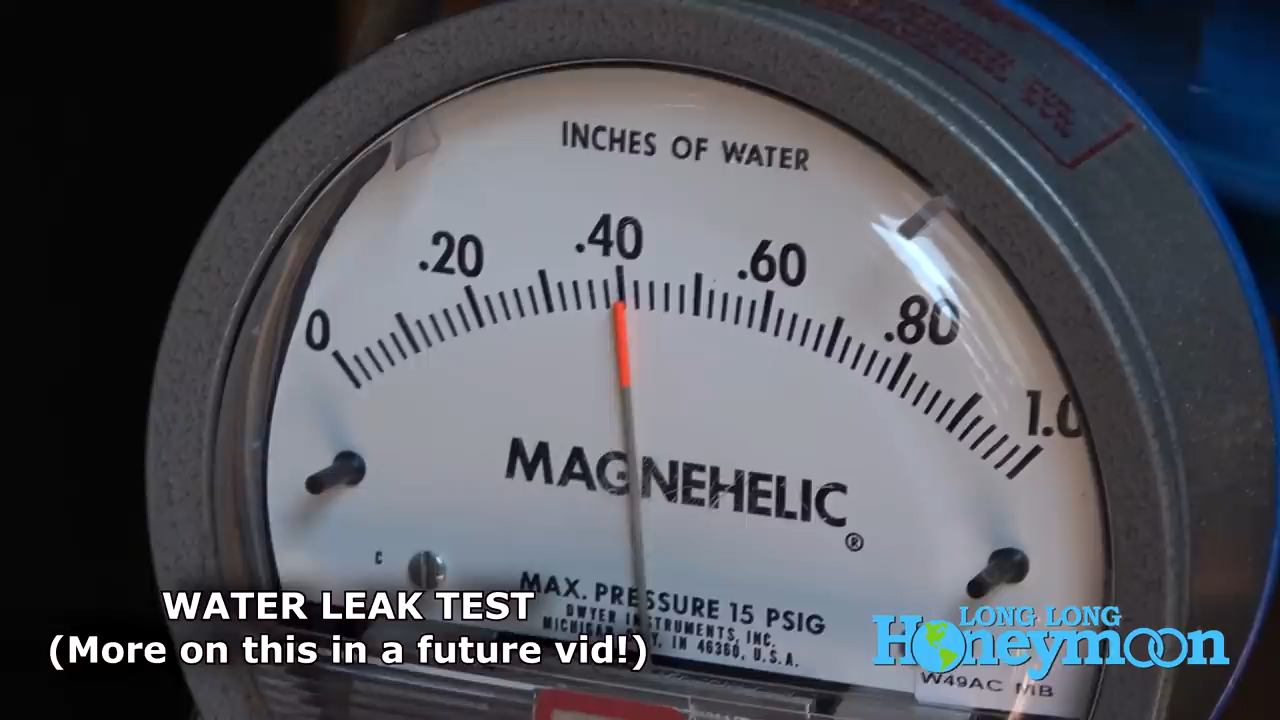 INCHES OF WATER
0
.20
.40
.60
.80
1.0
MAGNEHELIC
®
C
MAX. PRESSURE 15 PSIG
DWYER INSTRUMENTS, INC.
IN 46360, U.S.A.
W49AC MB
WATER LEAK TEST
(More on this in a future vid!)
LONG LONG
Honeymoon